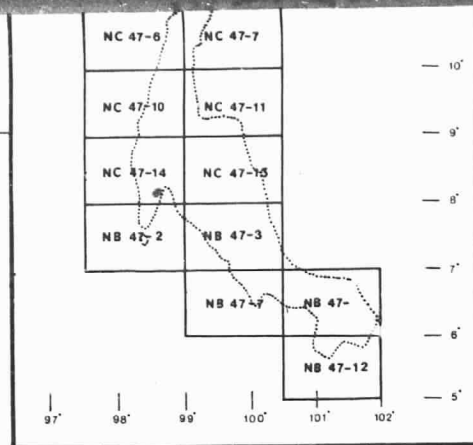 NC 47-6 NC 47-7
10°
NC 47-10 NC 47-11
9°
NC 47-14 NC 47-15
8°
NB 47-2 NB 47-3
7°
NB 47-7 NB 47-
6°
NB 47-12
5°
97° 98° 99° 100° 101° 102°